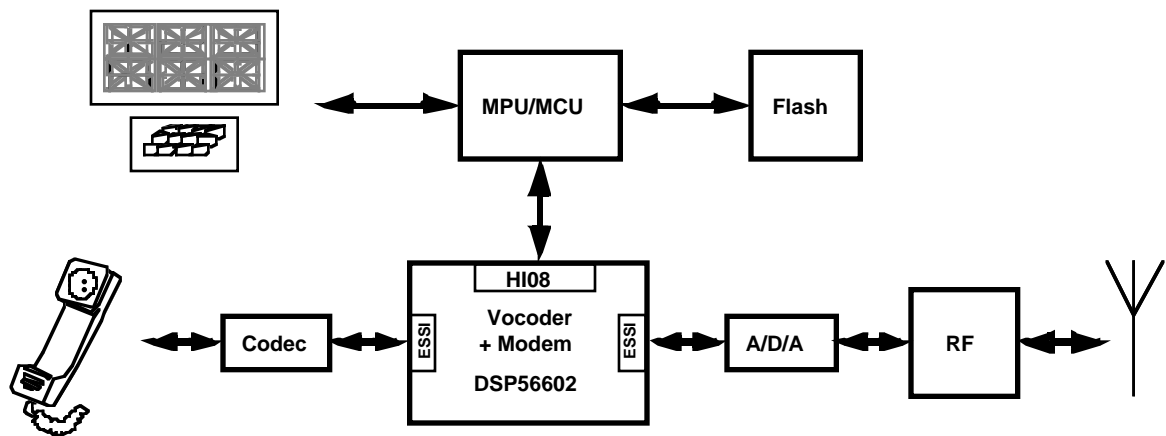 MPU/MCU
Flash
HI08
Vocoder
+ Modem
DSP56602
ESSI
ESSI
Codec
A/D/A
RF